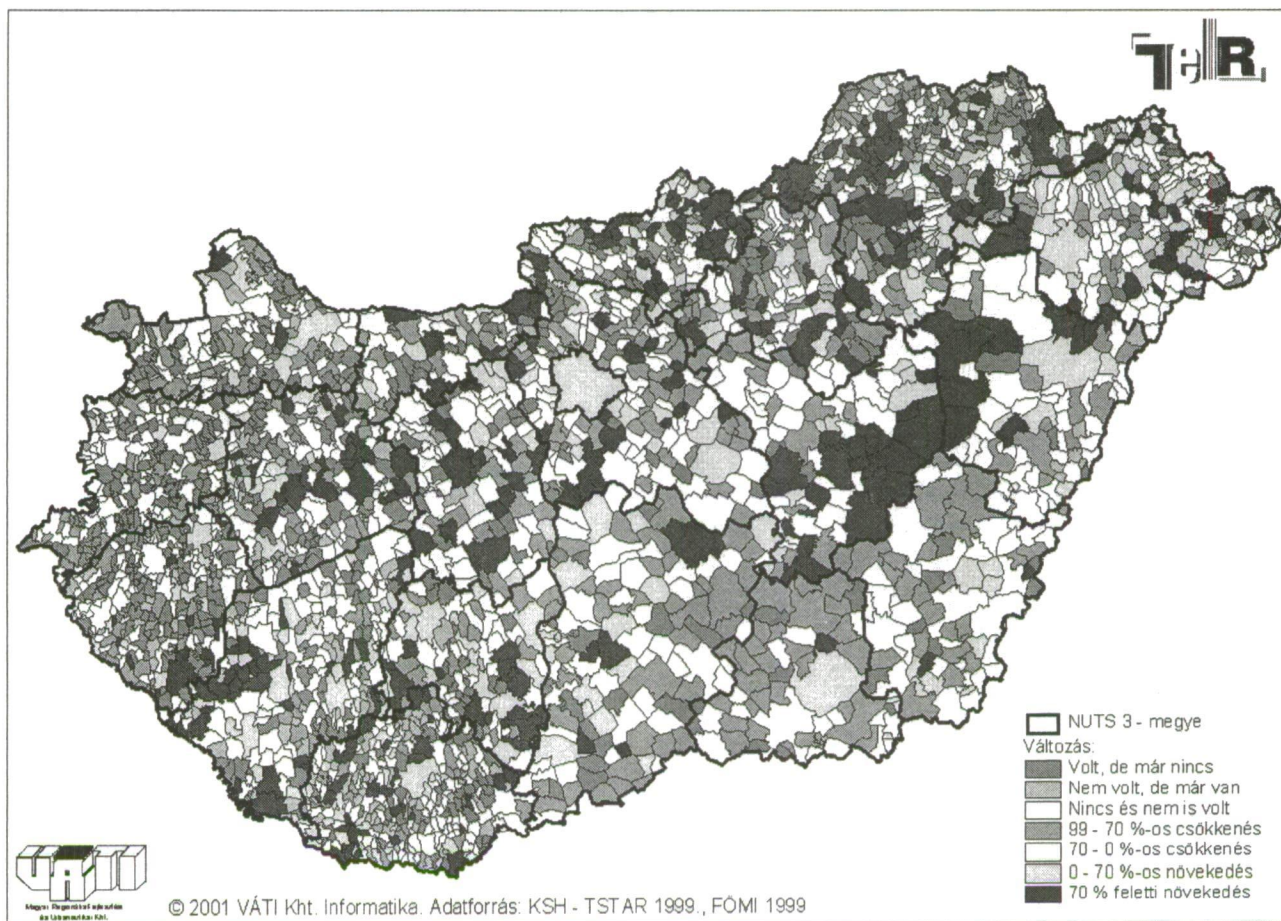 TeIR
NUTS 3 - megye
Változás:
Volt, de már nincs
Nem volt, de már van
Nincs és nem is volt
99 - 70 %-os csökkenés
70 - 0 %-os csökkenés
0 - 70 %-os növekedés
70 % feletti növekedés
VÁTI
© 2001 VÁTI Kht. Informatika. Adatforrás: KSH - TSTAR 1999., FÖMI 1999